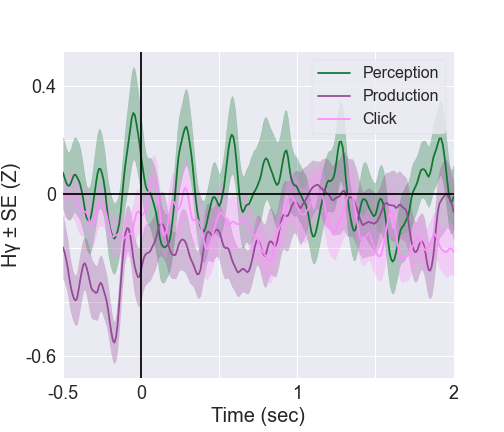 Perception
Production
Click
0.4
0
-0.6
Hγ ± SE (Z)
-0.5
0
1
2
Time (sec)